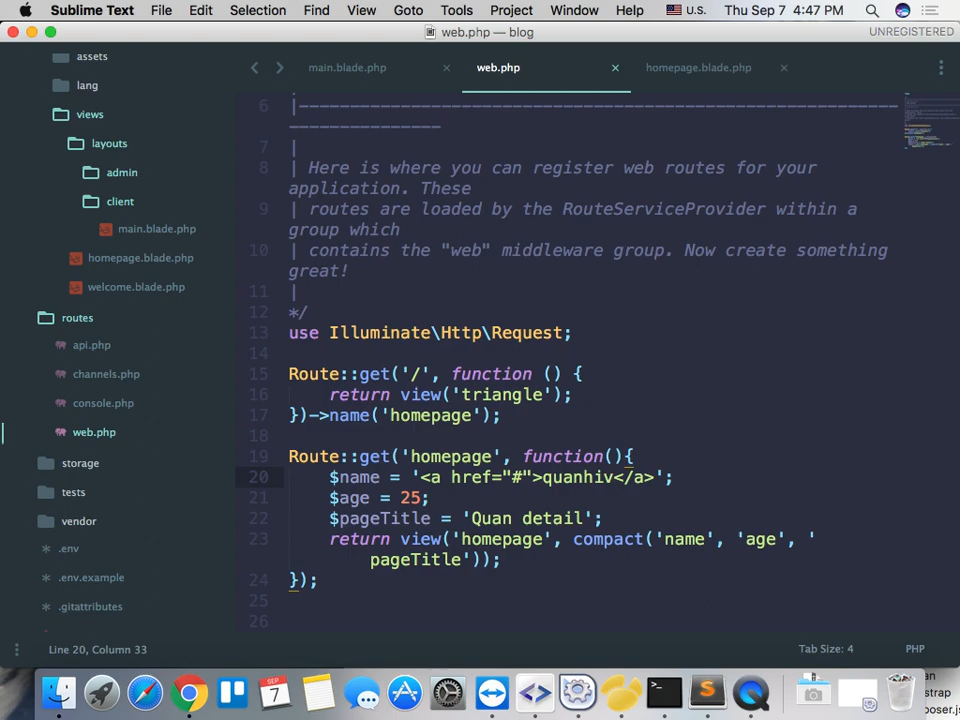 Sublime Text File Edit Selection Find View Goto Tools Project Window Help U.S. Thu Sep 7 4:47 PM
web.php — blog UNREGISTERED
assets
lang
views
layouts
admin
client
main.blade.php
homepage.blade.php
welcome.blade.php
routes
api.php
channels.php
console.php
web.php
storage
tests
vendor
.env
.env.example
.gitattributes
main.blade.php × web.php × homepage.blade.php ×
6 |----------------------------------------------------------
---------------
7 |
8 | Here is where you can register web routes for your
application. These
9 | routes are loaded by the RouteServiceProvider within a
group which
10 | contains the "web" middleware group. Now create something
great!
11 |
12 */
13 use Illuminate\Http\Request;
14
15 Route::get('/', function () {
16 return view('triangle');
17 })->name('homepage');
18
19 Route::get('homepage', function(){
20 $name = '<a href="#">quanhiv</a>';
21 $age = 25;
22 $pageTitle = 'Quan detail';
23 return view('homepage', compact('name', 'age', '
pageTitle'));
24 });
25
26
Line 20, Column 33 Tab Size: 4 PHP
SEP
7
an
strap
poser.js